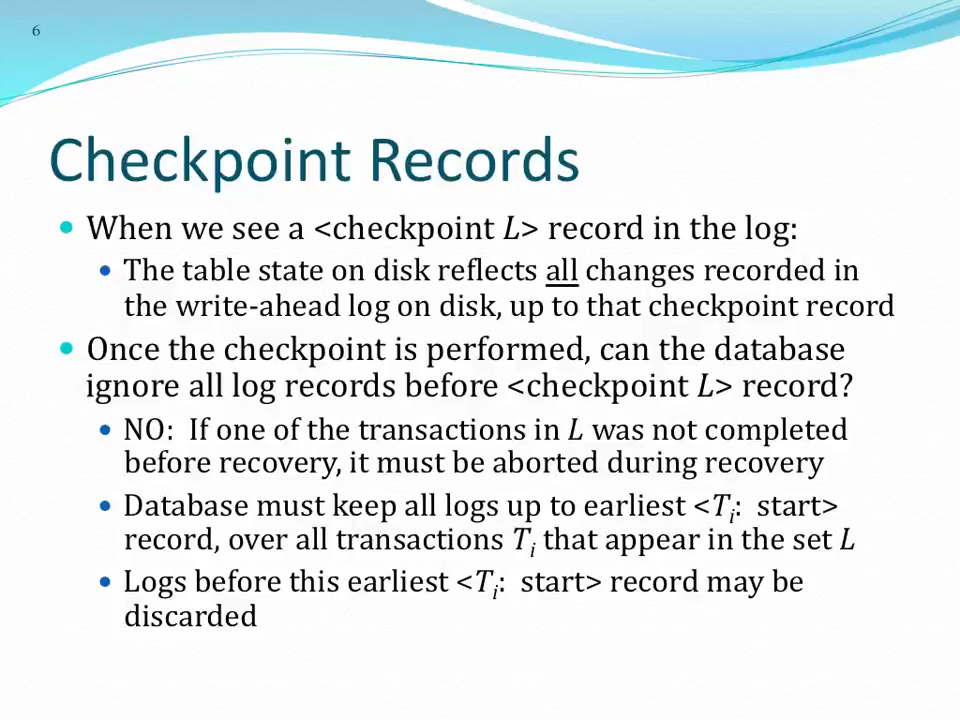 6
Checkpoint Records
• When we see a <checkpoint L> record in the log:
• The table state on disk reflects all changes recorded in
the write-ahead log on disk, up to that checkpoint record
• Once the checkpoint is performed, can the database
ignore all log records before <checkpoint L> record?
• NO: If one of the transactions in L was not completed
before recovery, it must be aborted during recovery
• Database must keep all logs up to earliest <Ti: start>
record, over all transactions Ti that appear in the set L
• Logs before this earliest <Ti: start> record may be
discarded